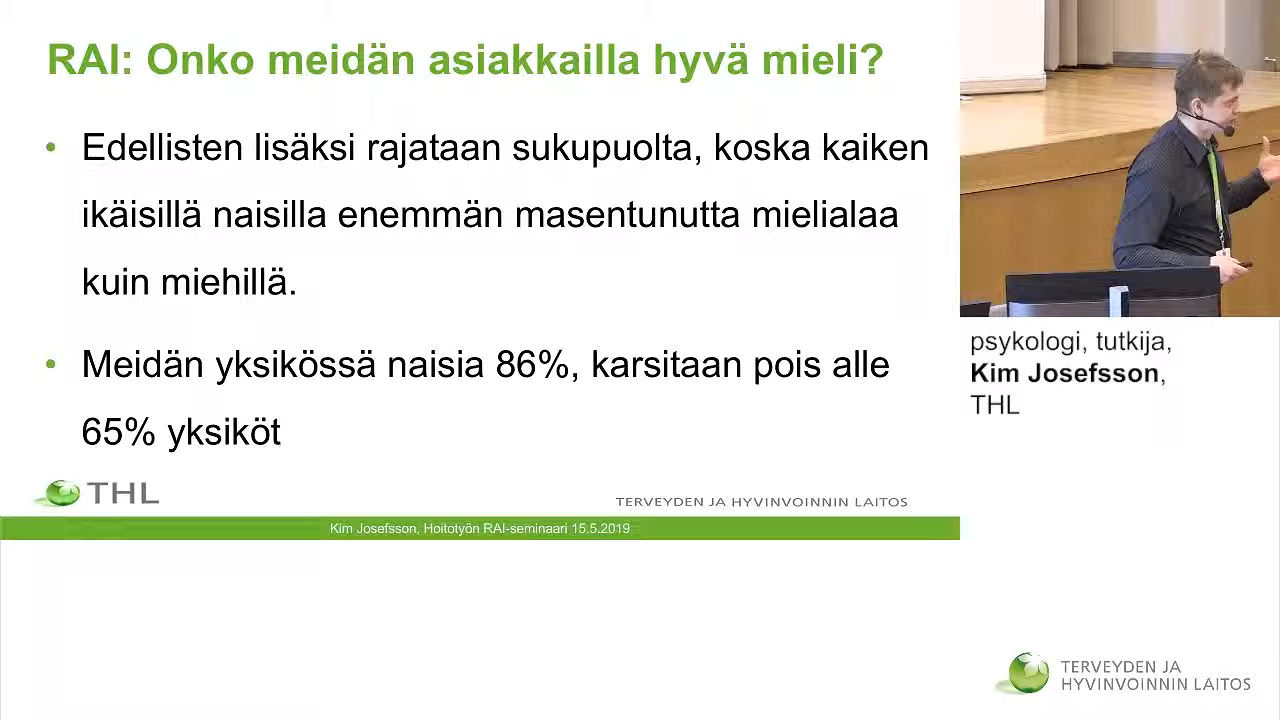 RAI: Onko meidän asiakkailla hyvä mieli?
• Edellisten lisäksi rajataan sukupuolta, koska kaiken
ikäisillä naisilla enemmän masentunutta mielialaa
kuin miehillä.
• Meidän yksikössä naisia 86%, karsitaan pois alle
65% yksiköt
THL
TERVEYDEN JA HYVINVOINNIN LAITOS
Kim Josefsson, Hoitotyön RAI-seminaari 15.5.2019
psykologi, tutkija,
Kim Josefsson,
THL
TERVEYDEN JA
HYVINVOINNIN LAITOS